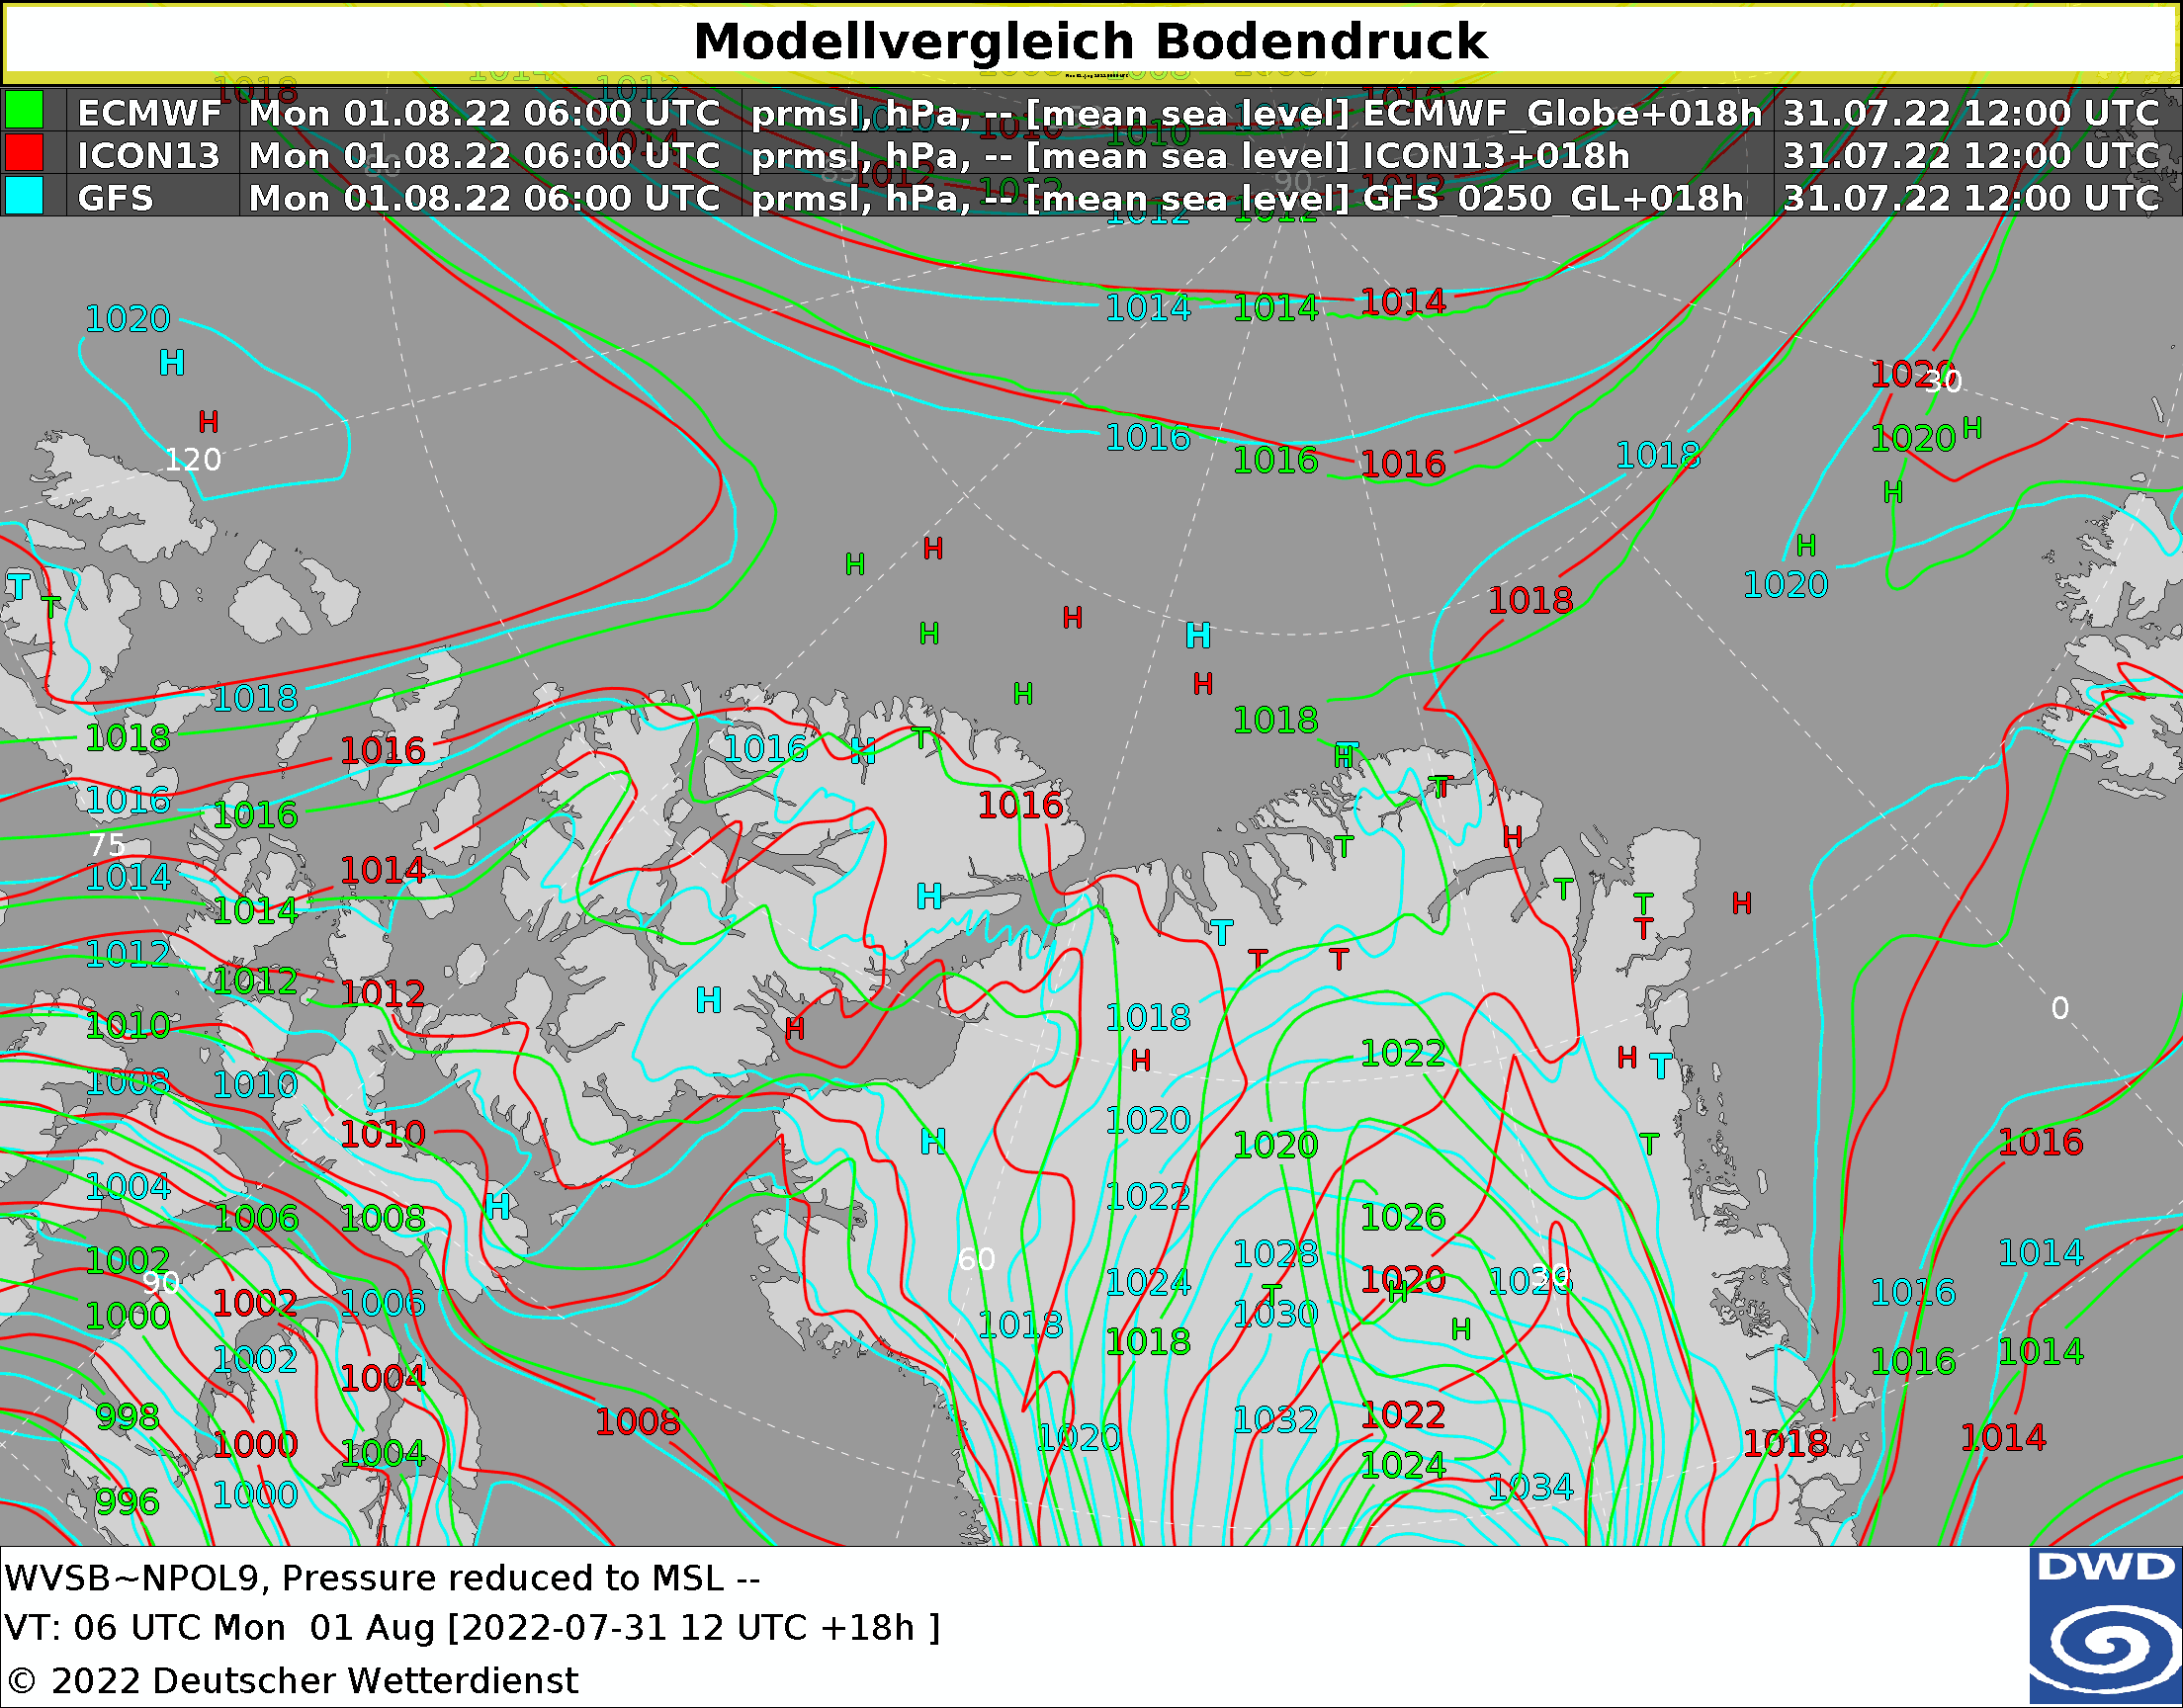 Modellvergleich Bodendruck
ECMWF Mon 01.08.22 06:00 UTC prmsl, hPa, -- [mean sea level] ECMWF_Globe+018h 31.07.22 12:00 UTC
ICON13 Mon 01.08.22 06:00 UTC prmsl, hPa, -- [mean sea level] ICON13+018h 31.07.22 12:00 UTC
GFS Mon 01.08.22 06:00 UTC prmsl, hPa, -- [mean sea level] GFS_0250_GL+018h 31.07.22 12:00 UTC
1012 1012
1014 1014 1014
1020
H
1020 30
H
120
1016 1016 1016 1018 1020 H
H
H H H
T T
1020
H H H H
1018
H H
1018 1018
1018 1016 1016 H T T H
1016 1016 T T 1016
75 T H
1014 1014 1014
H T T H
T T
1012 T T
1012 1012
H 0
1010 H 1018
1008 1010 H 1022 H T
1010 1020 1020 T 1016
H
1004 1006 1008 H 1022 1026
1002 90 60 1028 1014
1000 1002 1006 1024 T 1020 H 1026 30 1016
1018 1030 H
1002 1004 1018 1016 1014
998 1008 1032 1022
1000 1004 1020 1024 1018 1014
996 1000 1034
WVSB~NPOL9, Pressure reduced to MSL --
VT: 06 UTC Mon  01 Aug [2022-07-31 12 UTC +18h ]
© 2022 Deutscher Wetterdienst
DWD